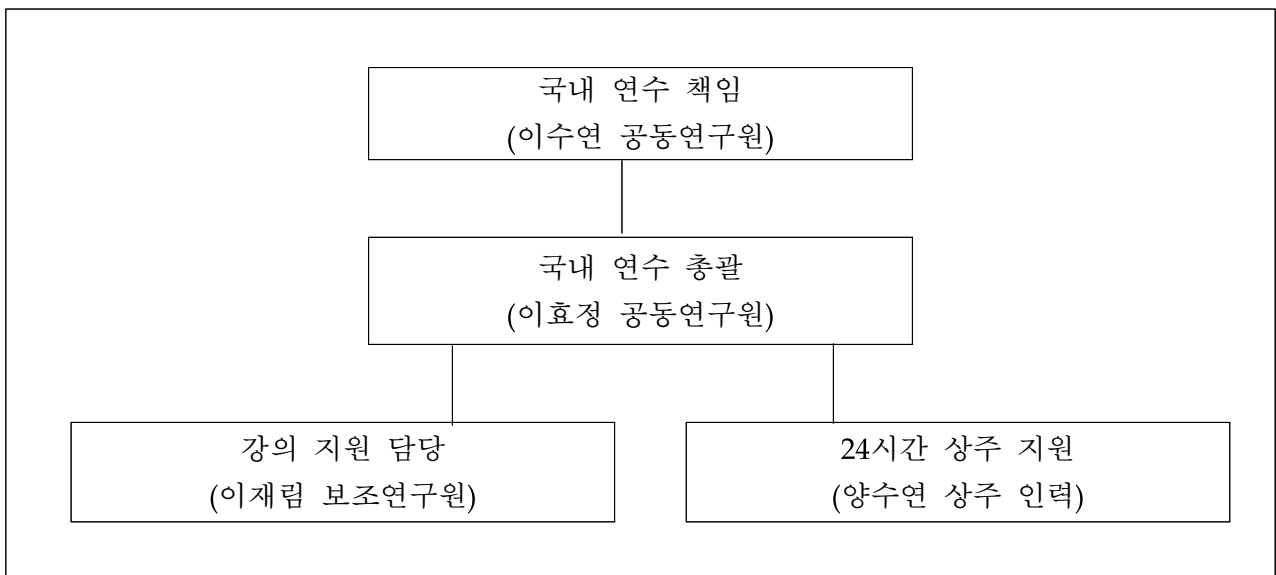 국내 연수 책임
(이수연 공동연구원)
국내 연수 총괄
(이효정 공동연구원)
강의 지원 담당
(이재림 보조연구원)
24시간 상주 지원
(양수연 상주 인력)